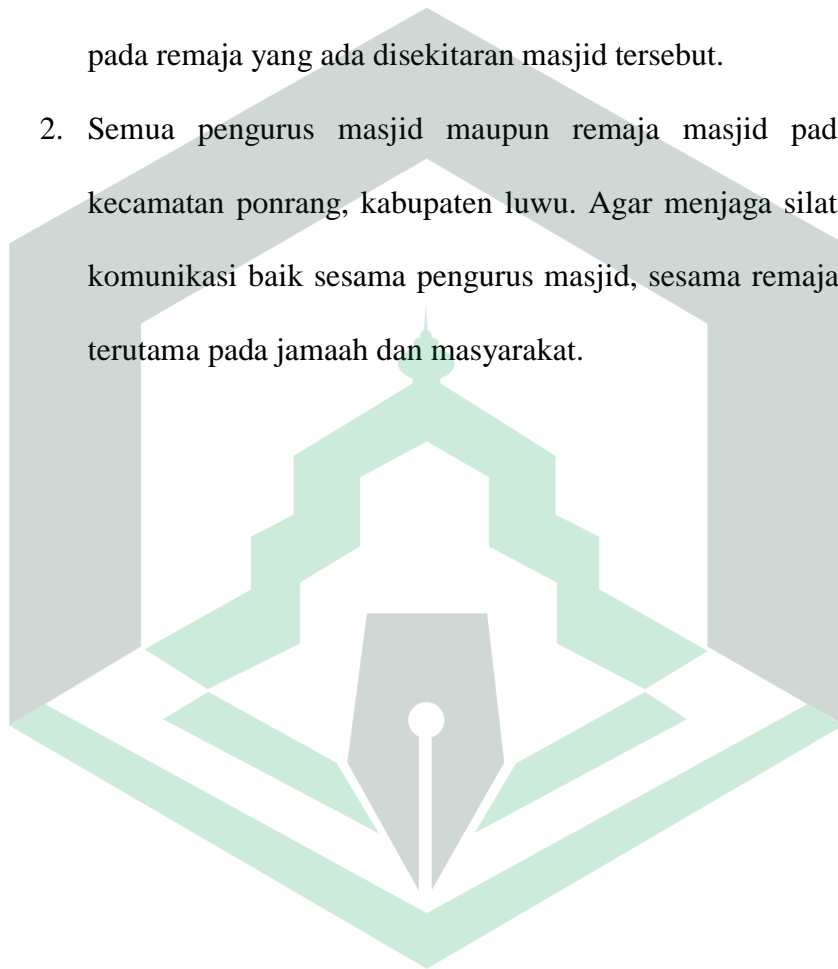 pada remaja yang ada disekitaran masjid tersebut.
2. Semua pengurus masjid maupun remaja masjid pad
kecamatan ponrang, kabupaten luwu. Agar menjaga silat
komunikasi baik sesama pengurus masjid, sesama remaja
terutama pada jamaah dan masyarakat.